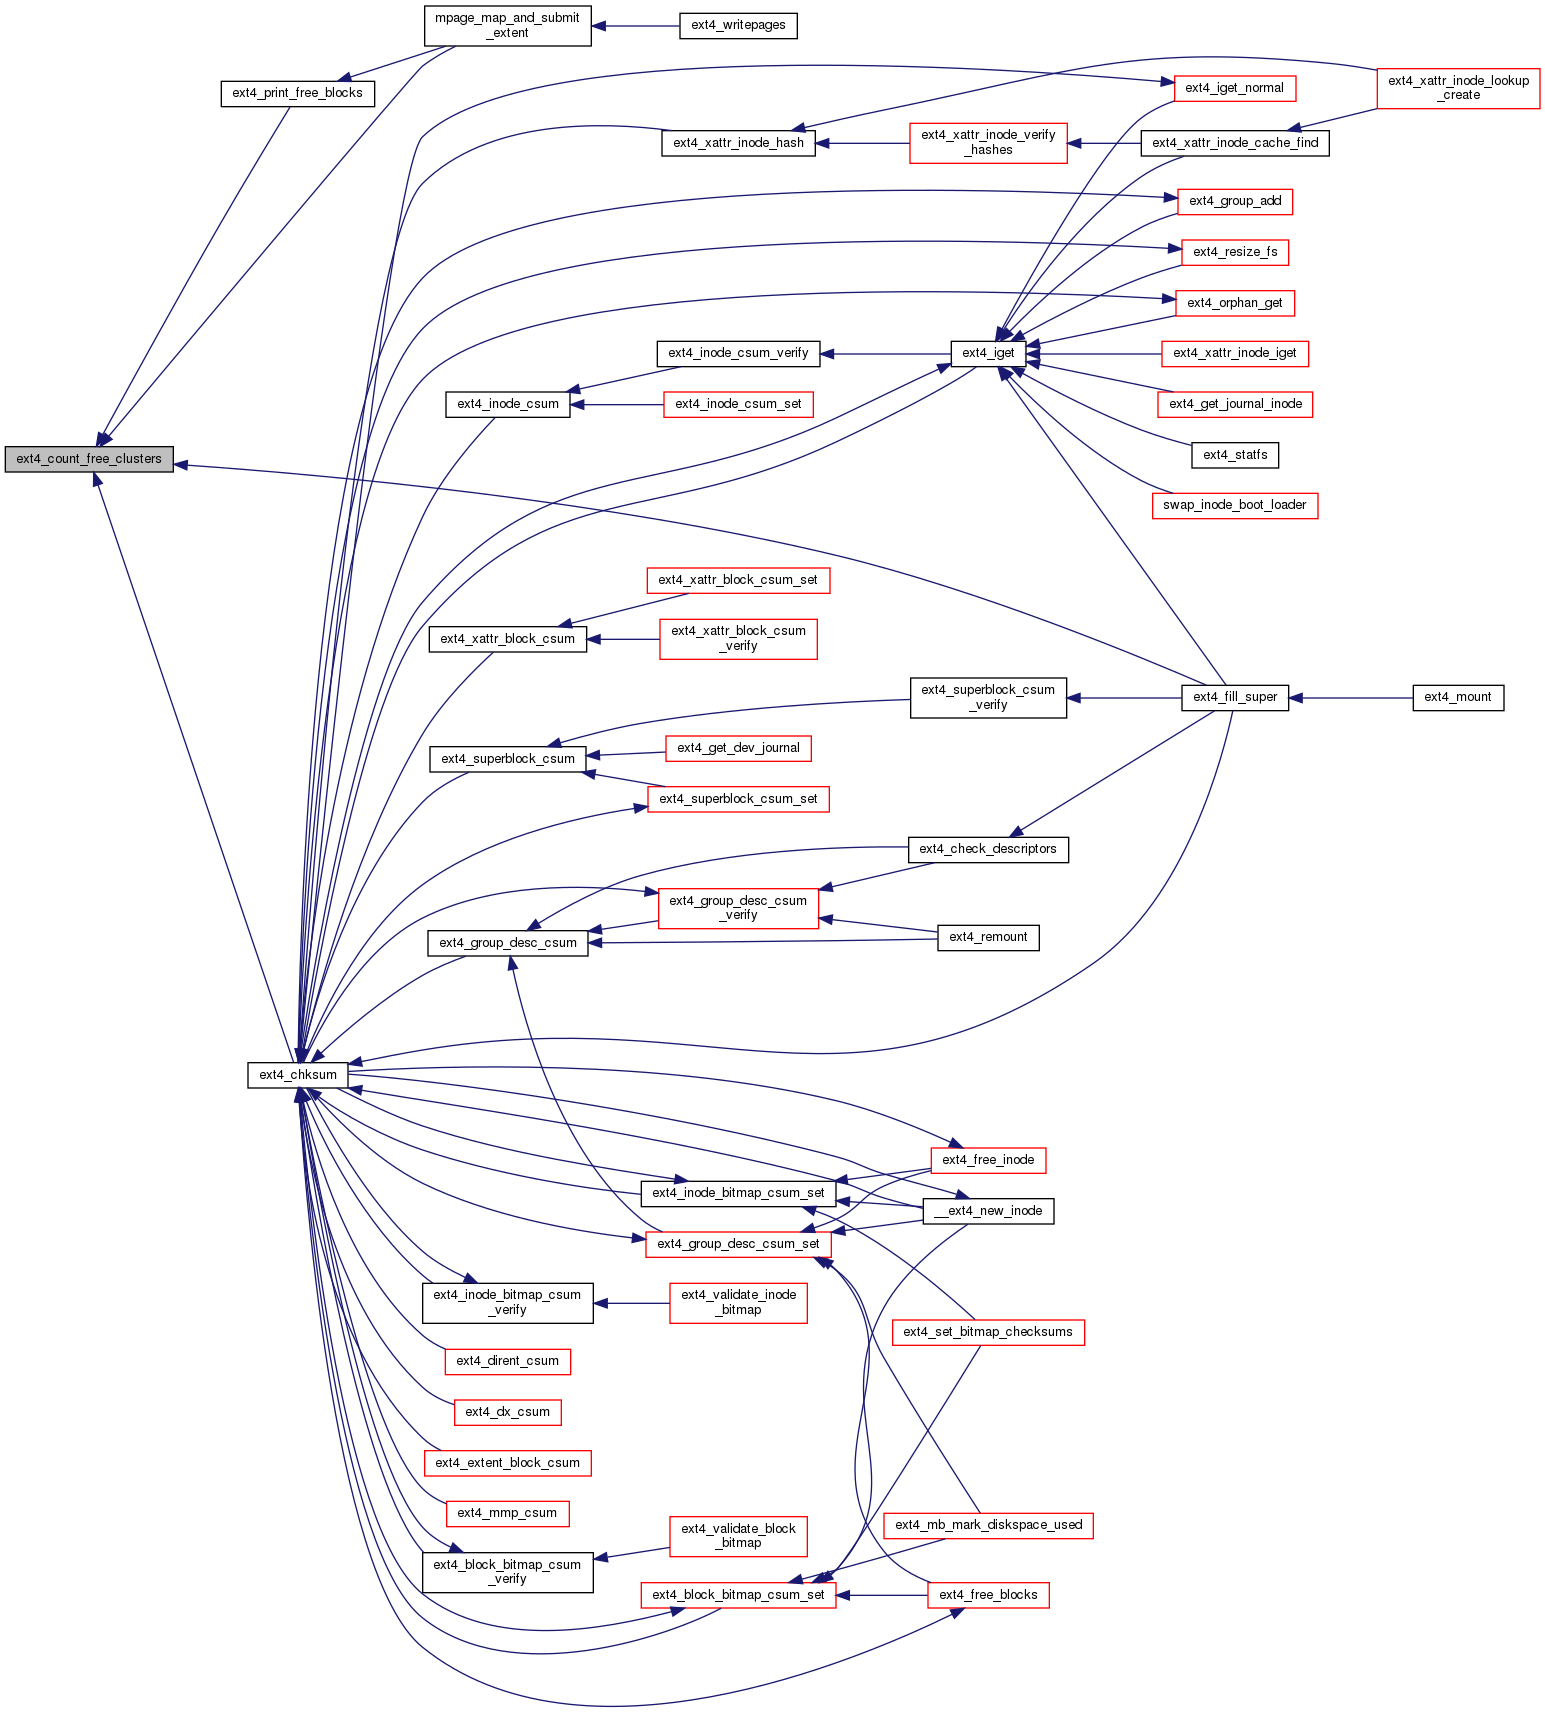 mpage_map_and_submit
_extent
ext4_writepages
ext4_print_free_blocks
ext4_iget_normal
ext4_xattr_inode_lookup
_create
ext4_xattr_inode_hash
ext4_xattr_inode_verify
_hashes
ext4_xattr_inode_cache_find
ext4_group_add
ext4_resize_fs
ext4_orphan_get
ext4_inode_csum_verify
ext4_iget
ext4_xattr_inode_iget
ext4_inode_csum
ext4_inode_csum_set
ext4_get_journal_inode
ext4_count_free_clusters
ext4_statfs
swap_inode_boot_loader
ext4_xattr_block_csum_set
ext4_xattr_block_csum
ext4_xattr_block_csum
_verify
ext4_superblock_csum
_verify
ext4_fill_super
ext4_mount
ext4_superblock_csum
ext4_get_dev_journal
ext4_superblock_csum_set
ext4_check_descriptors
ext4_group_desc_csum
_verify
ext4_group_desc_csum
ext4_remount
ext4_chksum
ext4_free_inode
ext4_inode_bitmap_csum_set
__ext4_new_inode
ext4_group_desc_csum_set
ext4_inode_bitmap_csum
_verify
ext4_validate_inode
_bitmap
ext4_set_bitmap_checksums
ext4_dirent_csum
ext4_dx_csum
ext4_extent_block_csum
ext4_mmp_csum
ext4_validate_block
_bitmap
ext4_mb_mark_diskspace_used
ext4_block_bitmap_csum
_verify
ext4_block_bitmap_csum_set
ext4_free_blocks